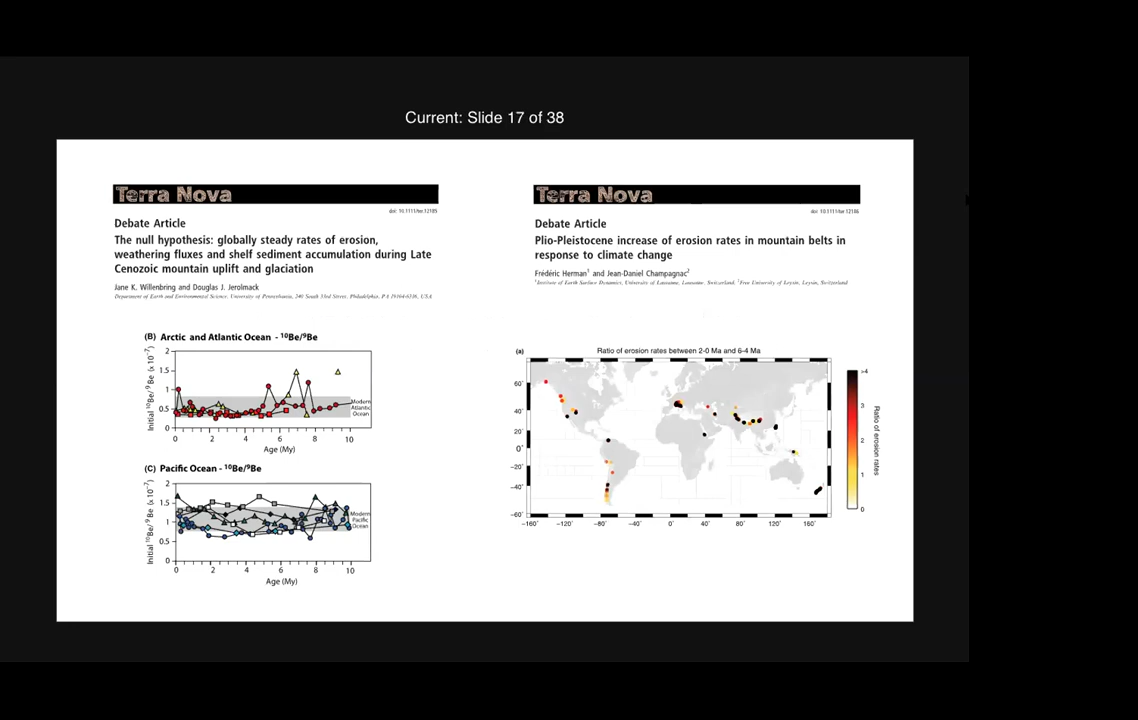 Current: Slide 17 of 38
Terra Nova
doi: 10.1111/ter.12185
Debate Article
The null hypothesis: globally steady rates of erosion,
weathering fluxes and shelf sediment accumulation during Late
Cenozoic mountain uplift and glaciation
Jane K. Willenbring and Douglas J. Jerolmack
Department of Earth and Environmental Science, University of Pennsylvania, 240 South 33rd Street, Philadelphia, PA 19104-6316, USA
(B) Arctic and Atlantic Ocean - ¹⁰Be/⁹Be
Initial ¹⁰Be/⁹Be (x 10⁻⁷)
2
1.5
1
0.5
0
Modern
Atlantic
Ocean
0 2 4 6 8 10
Age (My)
(C) Pacific Ocean - ¹⁰Be/⁹Be
Initial ¹⁰Be/⁹Be (x 10⁻⁷)
2
1.5
1
0.5
0
Modern
Pacific
Ocean
0 2 4 6 8 10
Age (My)
Terra Nova
doi: 10.1111/ter.12186
Debate Article
Plio-Pleistocene increase of erosion rates in mountain belts in
response to climate change
Frédéric Herman¹ and Jean-Daniel Champagnac²
¹Institute of Earth Surface Dynamics, University of Lausanne, Lausanne, Switzerland, ²Free University of Leysin, Leysin, Switzerland
(a)
Ratio of erosion rates between 2-0 Ma and 6-4 Ma
60°
40°
20°
0°
−20°
−40°
−60°
−160° −120° −80° −40° 0° 40° 80° 120° 160°
>4
3
2
1
0
Ratio of erosion rates